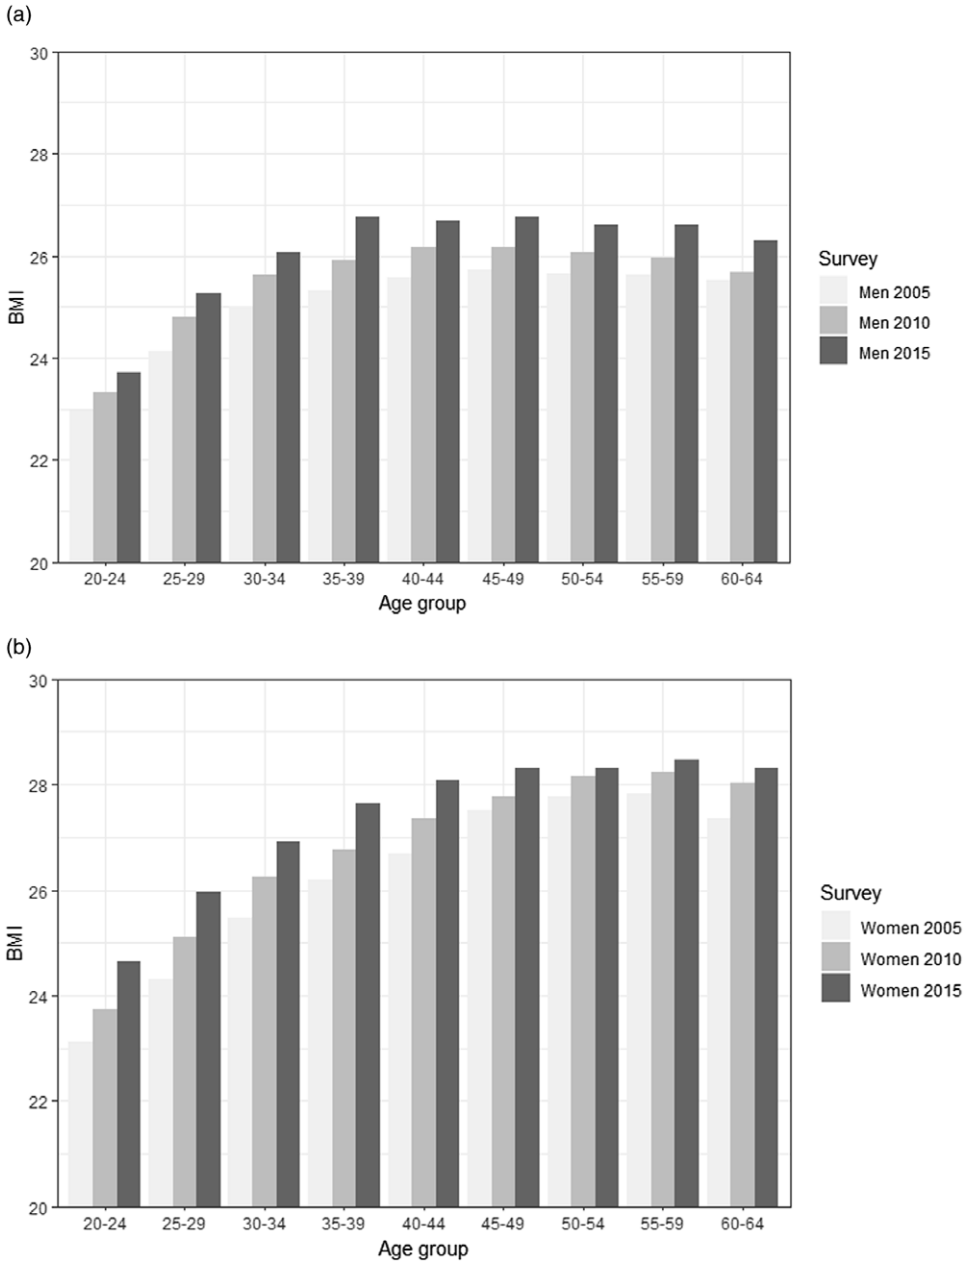 (a)
30
28
26
24
22
20
BMI
20-24 25-29 30-34 35-39 40-44 45-49 50-54 55-59 60-64
Age group
Survey
Men 2005
Men 2010
Men 2015
(b)
30
28
26
24
22
20
BMI
20-24 25-29 30-34 35-39 40-44 45-49 50-54 55-59 60-64
Age group
Survey
Women 2005
Women 2010
Women 2015